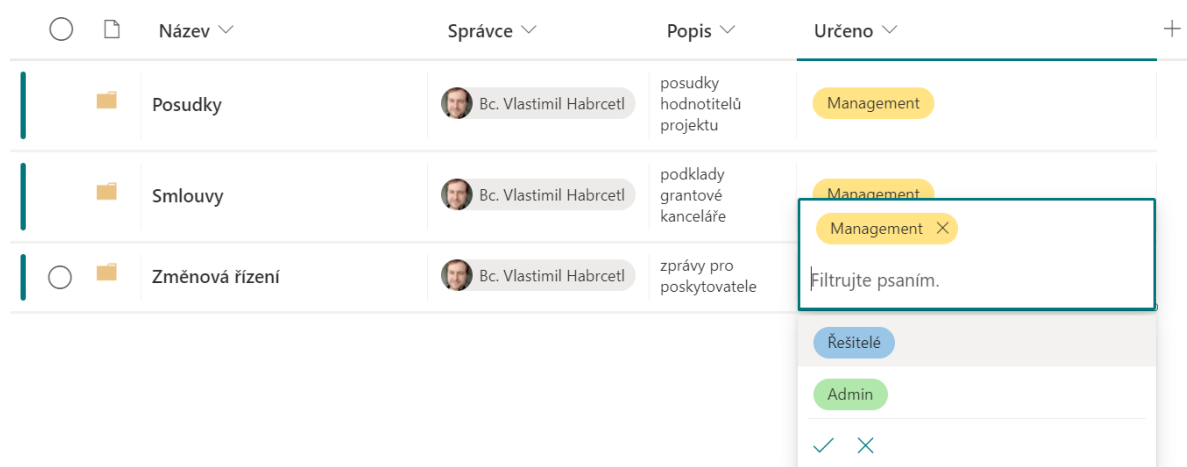 Název Správce Popis Určeno
Posudky Bc. Vlastimil Habrcetl posudky
hodnotitelů
projektu Management
Smlouvy Bc. Vlastimil Habrcetl podklady
grantové
kanceláře Management
Management
Změnová řízení Bc. Vlastimil Habrcetl zprávy pro
poskytovatele
Filtrujte psaním.
Řešitelé
Admin